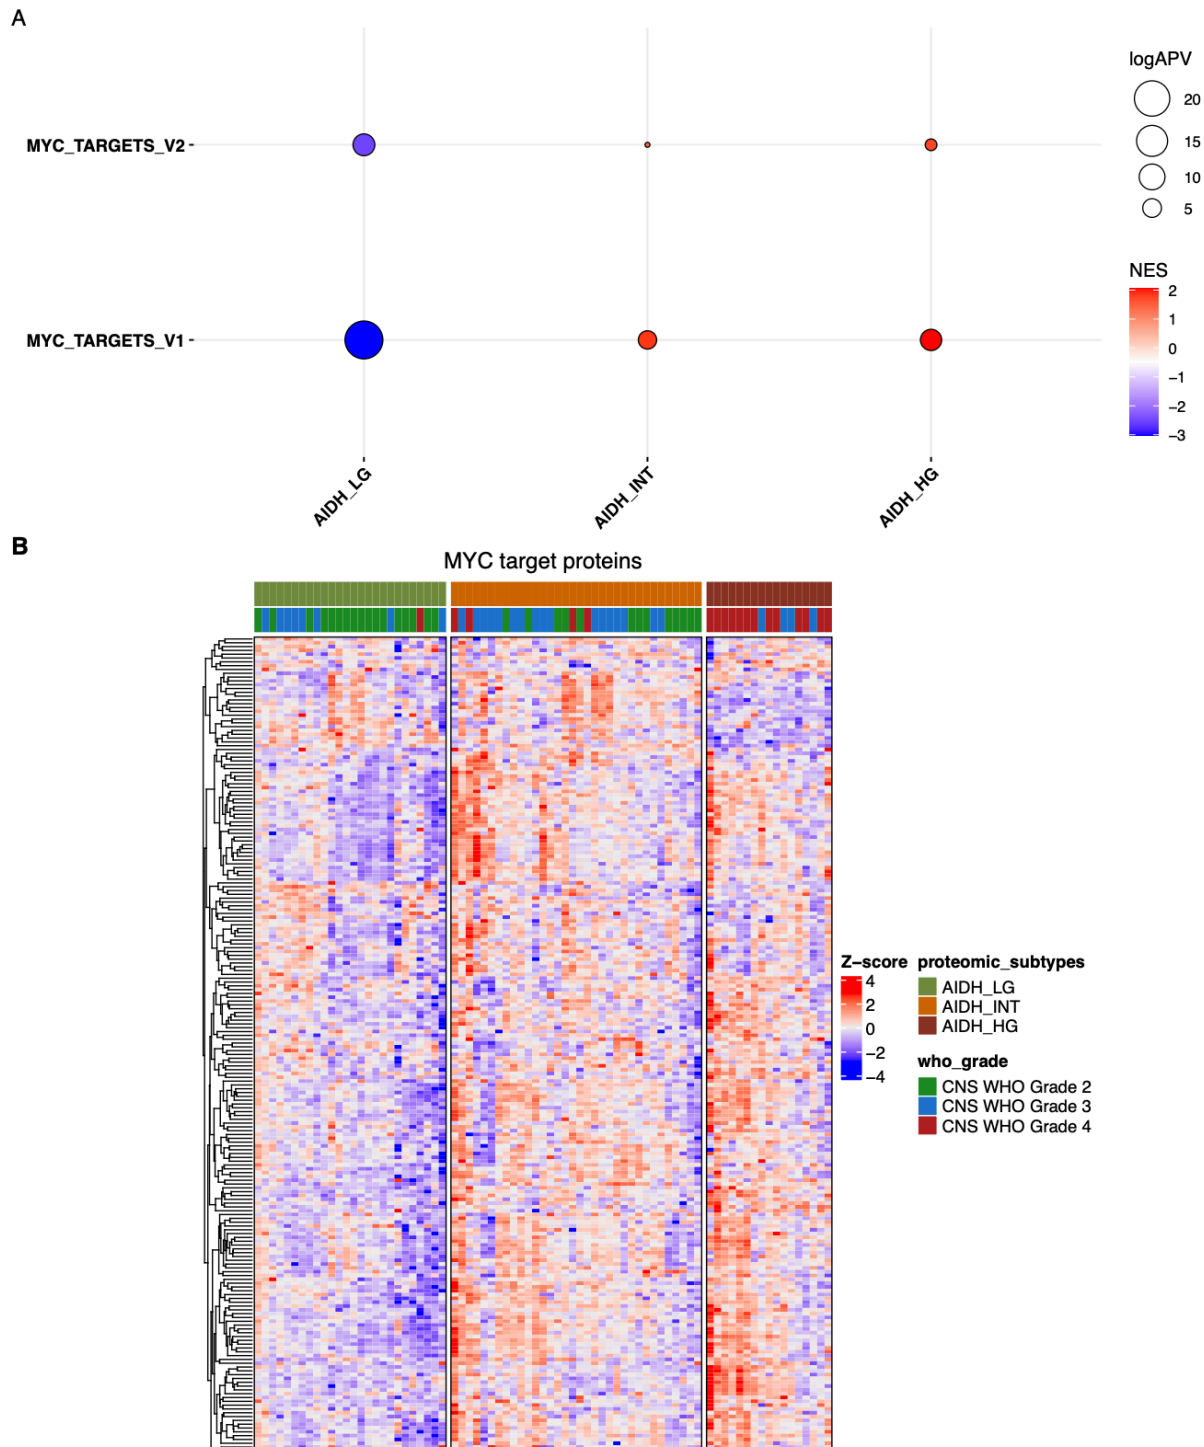 A
MYC_TARGETS_V2
MYC_TARGETS_V1
AIDH_LG
AIDH_INT
AIDH_HG
logAPV
20
15
10
5
NES
2
1
0
−1
−2
−3
B
MYC target proteins
Z−score
4
2
0
−2
−4
proteomic_subtypes
AIDH_LG
AIDH_INT
AIDH_HG
who_grade
CNS WHO Grade 2
CNS WHO Grade 3
CNS WHO Grade 4